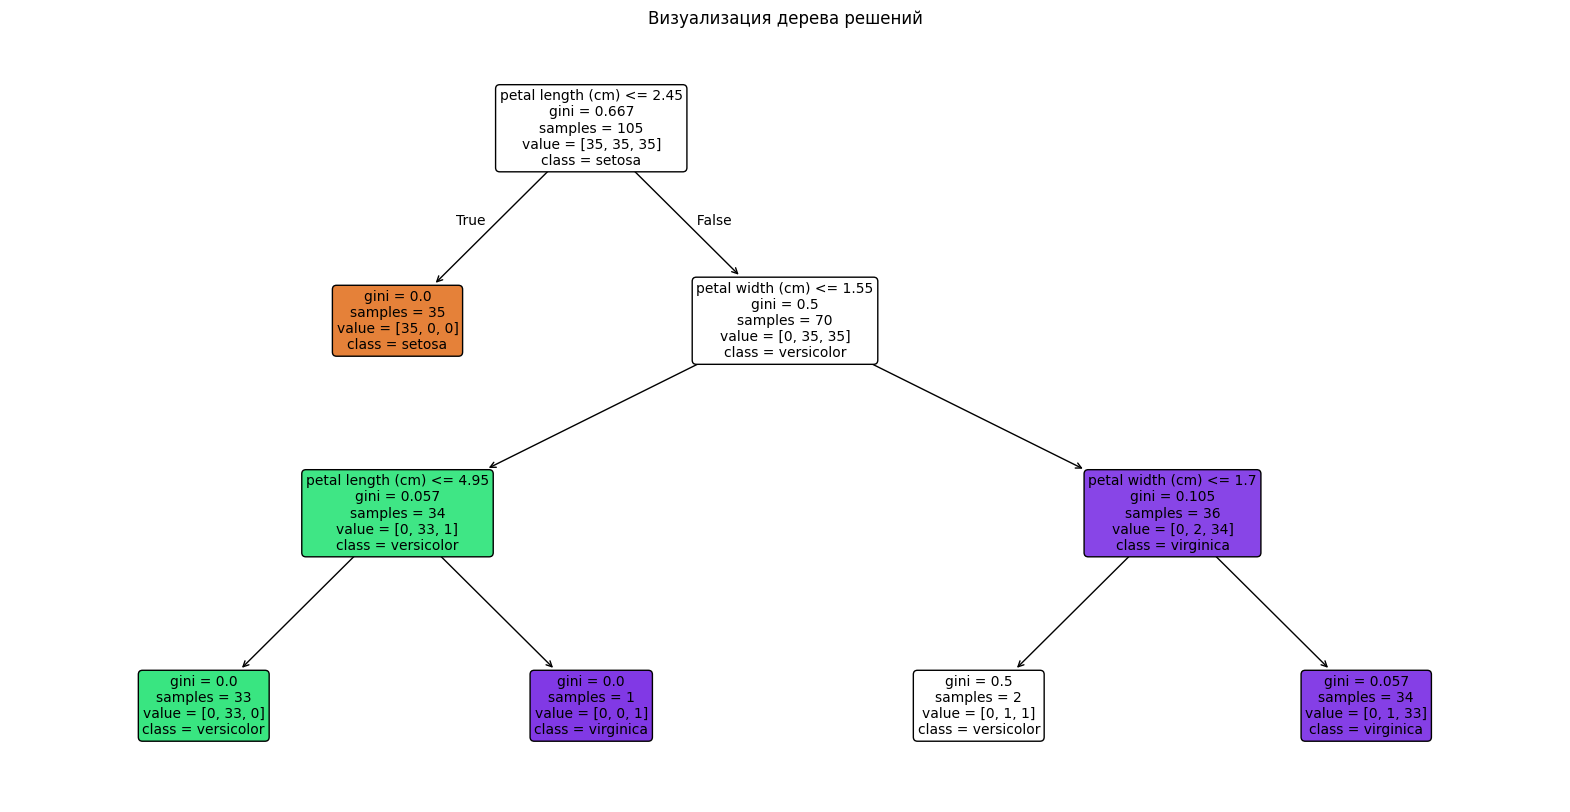 Визуализация дерева решений
petal length (cm) <= 2.45
gini = 0.667
samples = 105
value = [35, 35, 35]
class = setosa
True
False
gini = 0.0
samples = 35
value = [35, 0, 0]
class = setosa
petal width (cm) <= 1.55
gini = 0.5
samples = 70
value = [0, 35, 35]
class = versicolor
petal length (cm) <= 4.95
gini = 0.057
samples = 34
value = [0, 33, 1]
class = versicolor
petal width (cm) <= 1.7
gini = 0.105
samples = 36
value = [0, 2, 34]
class = virginica
gini = 0.0
samples = 33
value = [0, 33, 0]
class = versicolor
gini = 0.0
samples = 1
value = [0, 0, 1]
class = virginica
gini = 0.5
samples = 2
value = [0, 1, 1]
class = versicolor
gini = 0.057
samples = 34
value = [0, 1, 33]
class = virginica